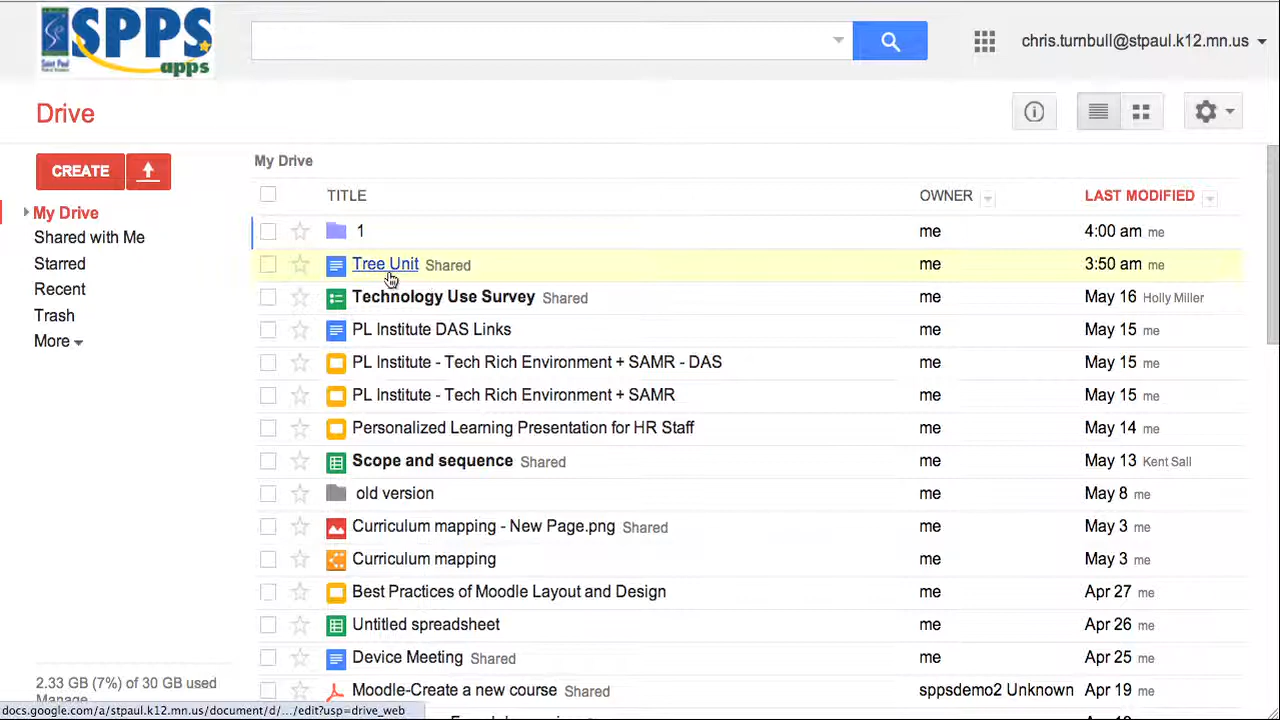 SPPS
apps
chris.turnbull@stpaul.k12.mn.us
Drive
CREATE
My Drive
Shared with Me
Starred
Recent
Trash
More
My Drive
TITLE OWNER LAST MODIFIED
1 me 4:00 am me
Tree Unit Shared me 3:50 am me
Technology Use Survey Shared me May 16 Holly Miller
PL Institute DAS Links me May 15 me
PL Institute - Tech Rich Environment + SAMR - DAS me May 15 me
PL Institute - Tech Rich Environment + SAMR me May 15 me
Personalized Learning Presentation for HR Staff me May 14 me
Scope and sequence Shared me May 13 Kent Sall
old version me May 8 me
Curriculum mapping - New Page.png Shared me May 3 me
Curriculum mapping me May 3 me
Best Practices of Moodle Layout and Design me Apr 27 me
Untitled spreadsheet me Apr 26 me
Device Meeting Shared me Apr 25 me
Moodle-Create a new course Shared sppsdemo2 Unknown Apr 19 me
2.33 GB (7%) of 30 GB used
Manage
docs.google.com/a/stpaul.k12.mn.us/document/d/.../edit?usp=drive_web